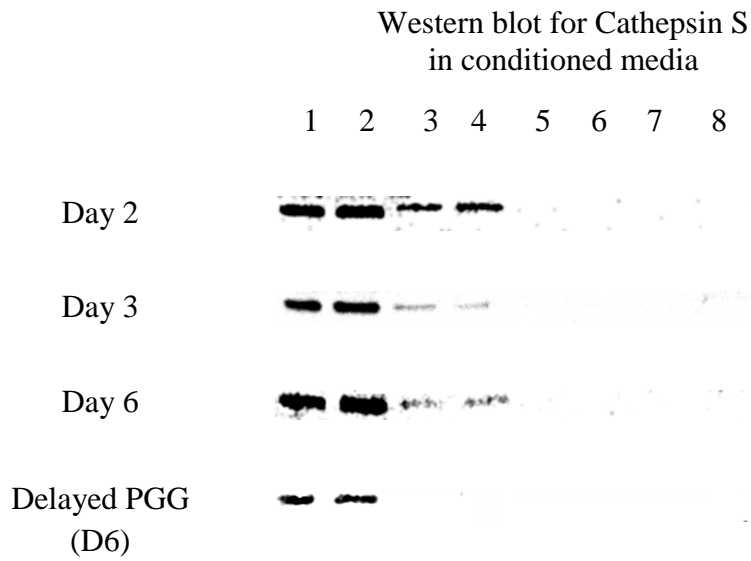 Western blot for Cathepsin S
in conditioned media
1 2 3 4 5 6 7 8
Day 2
Day 3
Day 6
Delayed PGG
(D6)